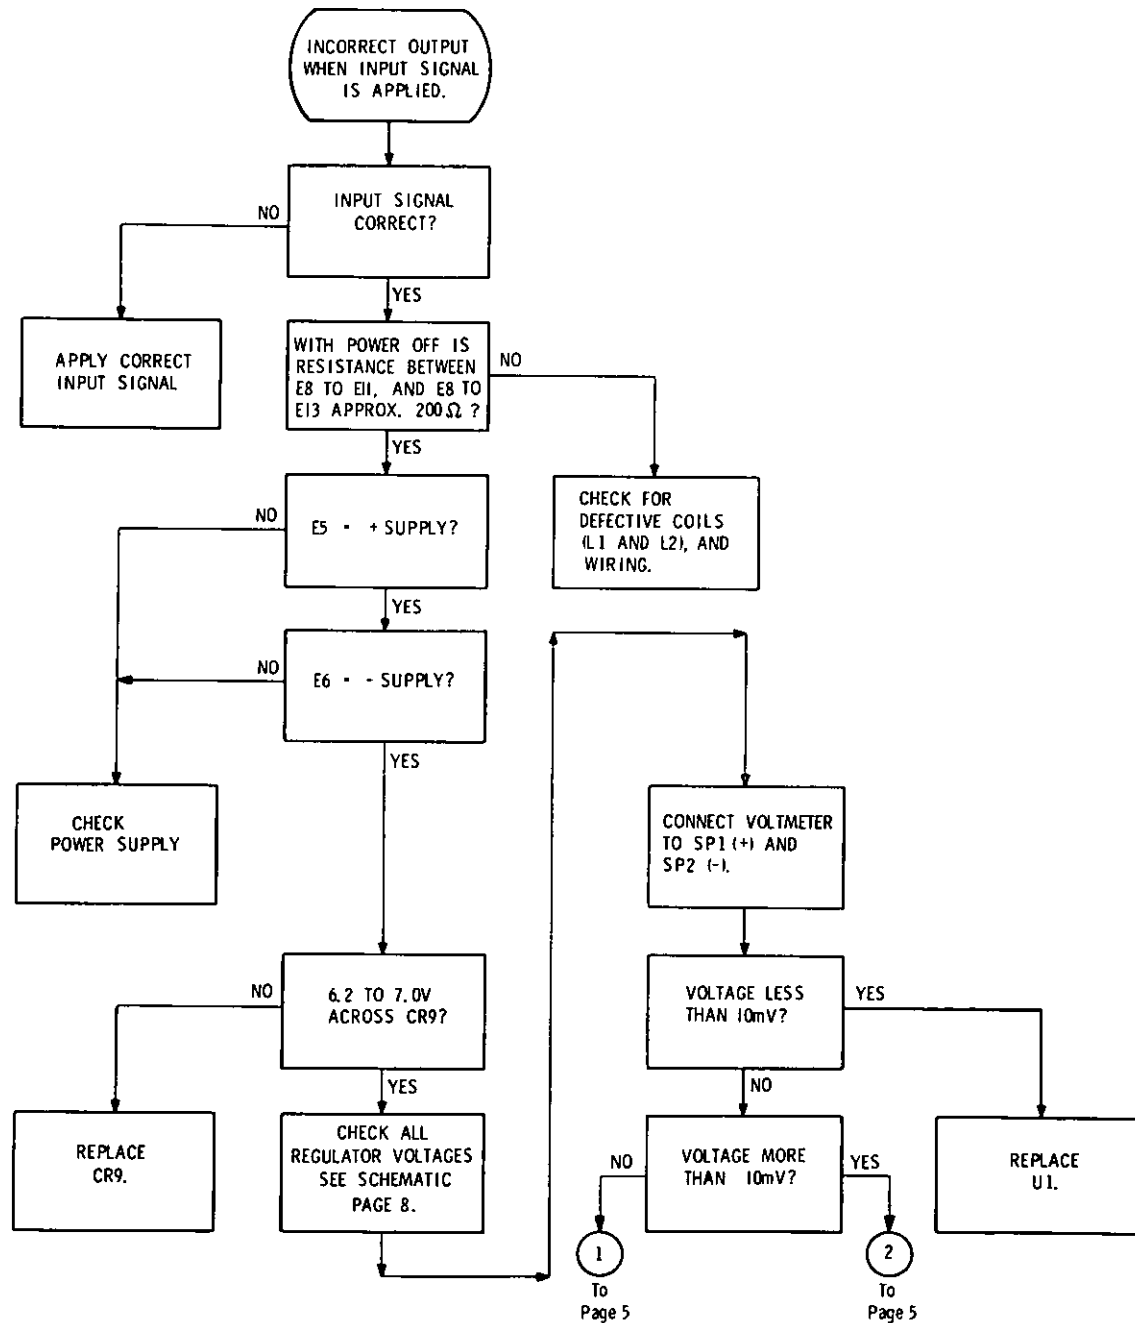 INCORRECT OUTPUT
WHEN INPUT SIGNAL
IS APPLIED.
INPUT SIGNAL
CORRECT?
NO
YES
APPLY CORRECT
INPUT SIGNAL
WITH POWER OFF IS
RESISTANCE BETWEEN
E8 TO E11, AND E8 TO
E13 APPROX. 200Ω ?
NO
YES
CHECK FOR
DEFECTIVE COILS
(L1 AND L2), AND
WIRING.
E5 = + SUPPLY?
NO
YES
E6 = - SUPPLY?
NO
YES
CHECK
POWER SUPPLY
6.2 TO 7.0V
ACROSS CR9?
NO
YES
REPLACE
CR9.
CHECK ALL
REGULATOR VOLTAGES
SEE SCHEMATIC
PAGE 8.
CONNECT VOLTMETER
TO SP1 (+) AND
SP2 (-).
VOLTAGE LESS
THAN 10mV?
YES
NO
REPLACE
U1.
VOLTAGE MORE
THAN 10mV?
NO
YES
1
To
Page 5
2
To
Page 5